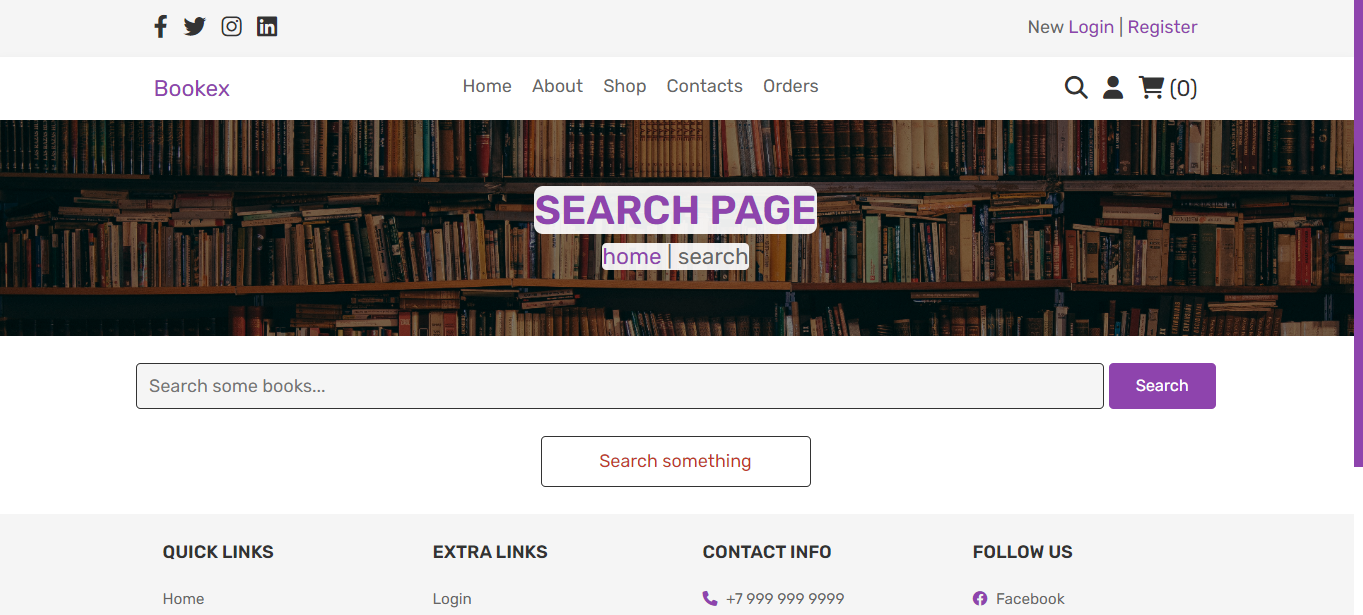 New Login | Register
Bookex Home About Shop Contacts Orders (0)
SEARCH PAGE
home | search
Search some books... Search
Search something
QUICK LINKS EXTRA LINKS CONTACT INFO FOLLOW US
Home Login +7 999 999 9999 Facebook